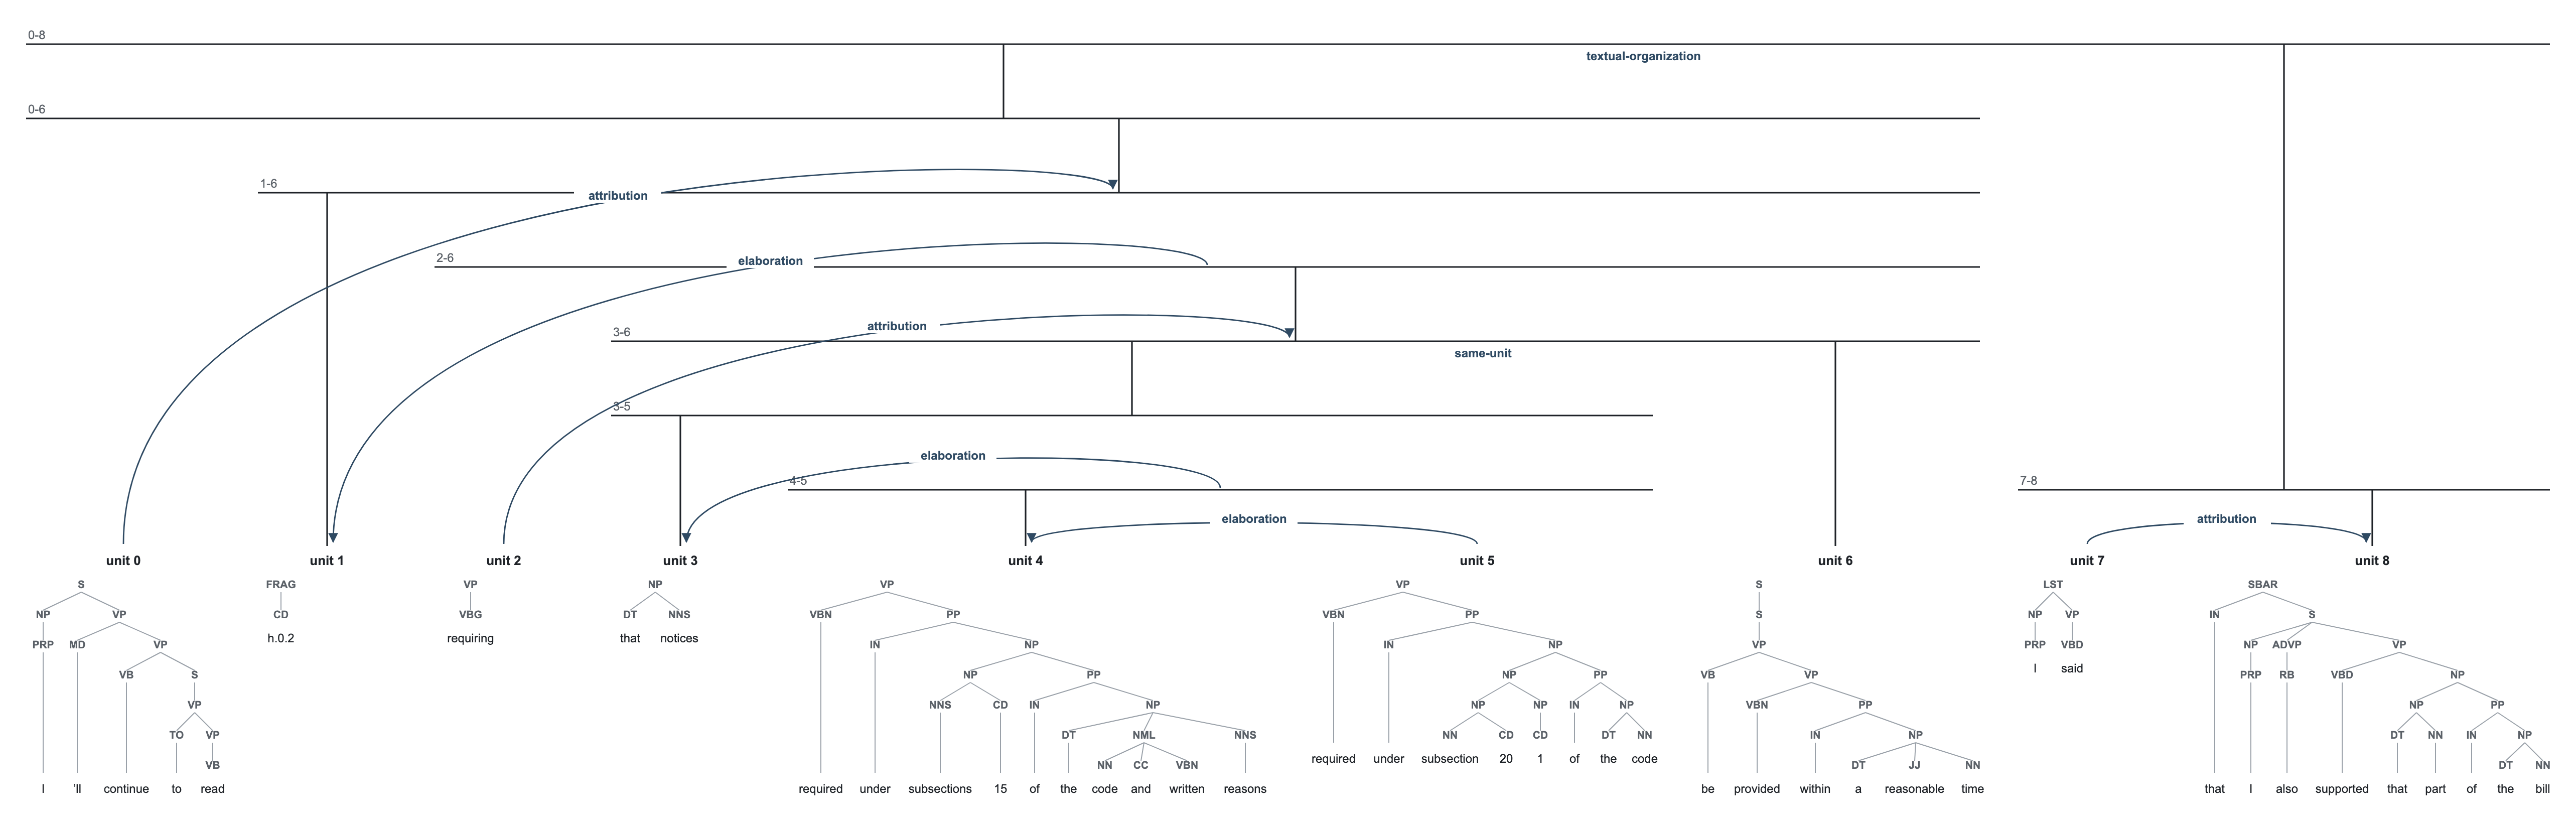 0-8
textual-organization
0-6
1-6
attribution
2-6
elaboration
3-6
attribution
same-unit
3-5
elaboration
4-5
7-8
elaboration
attribution
unit 0 unit 1 unit 2 unit 3 unit 4 unit 5 unit 6 unit 7 unit 8
S FRAG VP NP VP VP S LST SBAR
NP VP CD VBG DT NNS VBN PP VBN PP S NP VP IN S
h.0.2 requiring that notices
PRP MD VP IN NP IN NP VP PRP VBD NP ADVP VP
I said
VB S NP PP NP PP VB VP PRP RB VBD NP
VP NNS CD IN NP NP NP IN NP VBN PP NP PP
TO VP DT NML NNS NN CD CD DT NN IN NP DT NN IN NP
required under subsection 20 1 of the code
VB NN CC VBN DT JJ NN DT NN
I 'll continue to read required under subsections 15 of the code and written reasons be provided within a reasonable time that I also supported that part of the bill